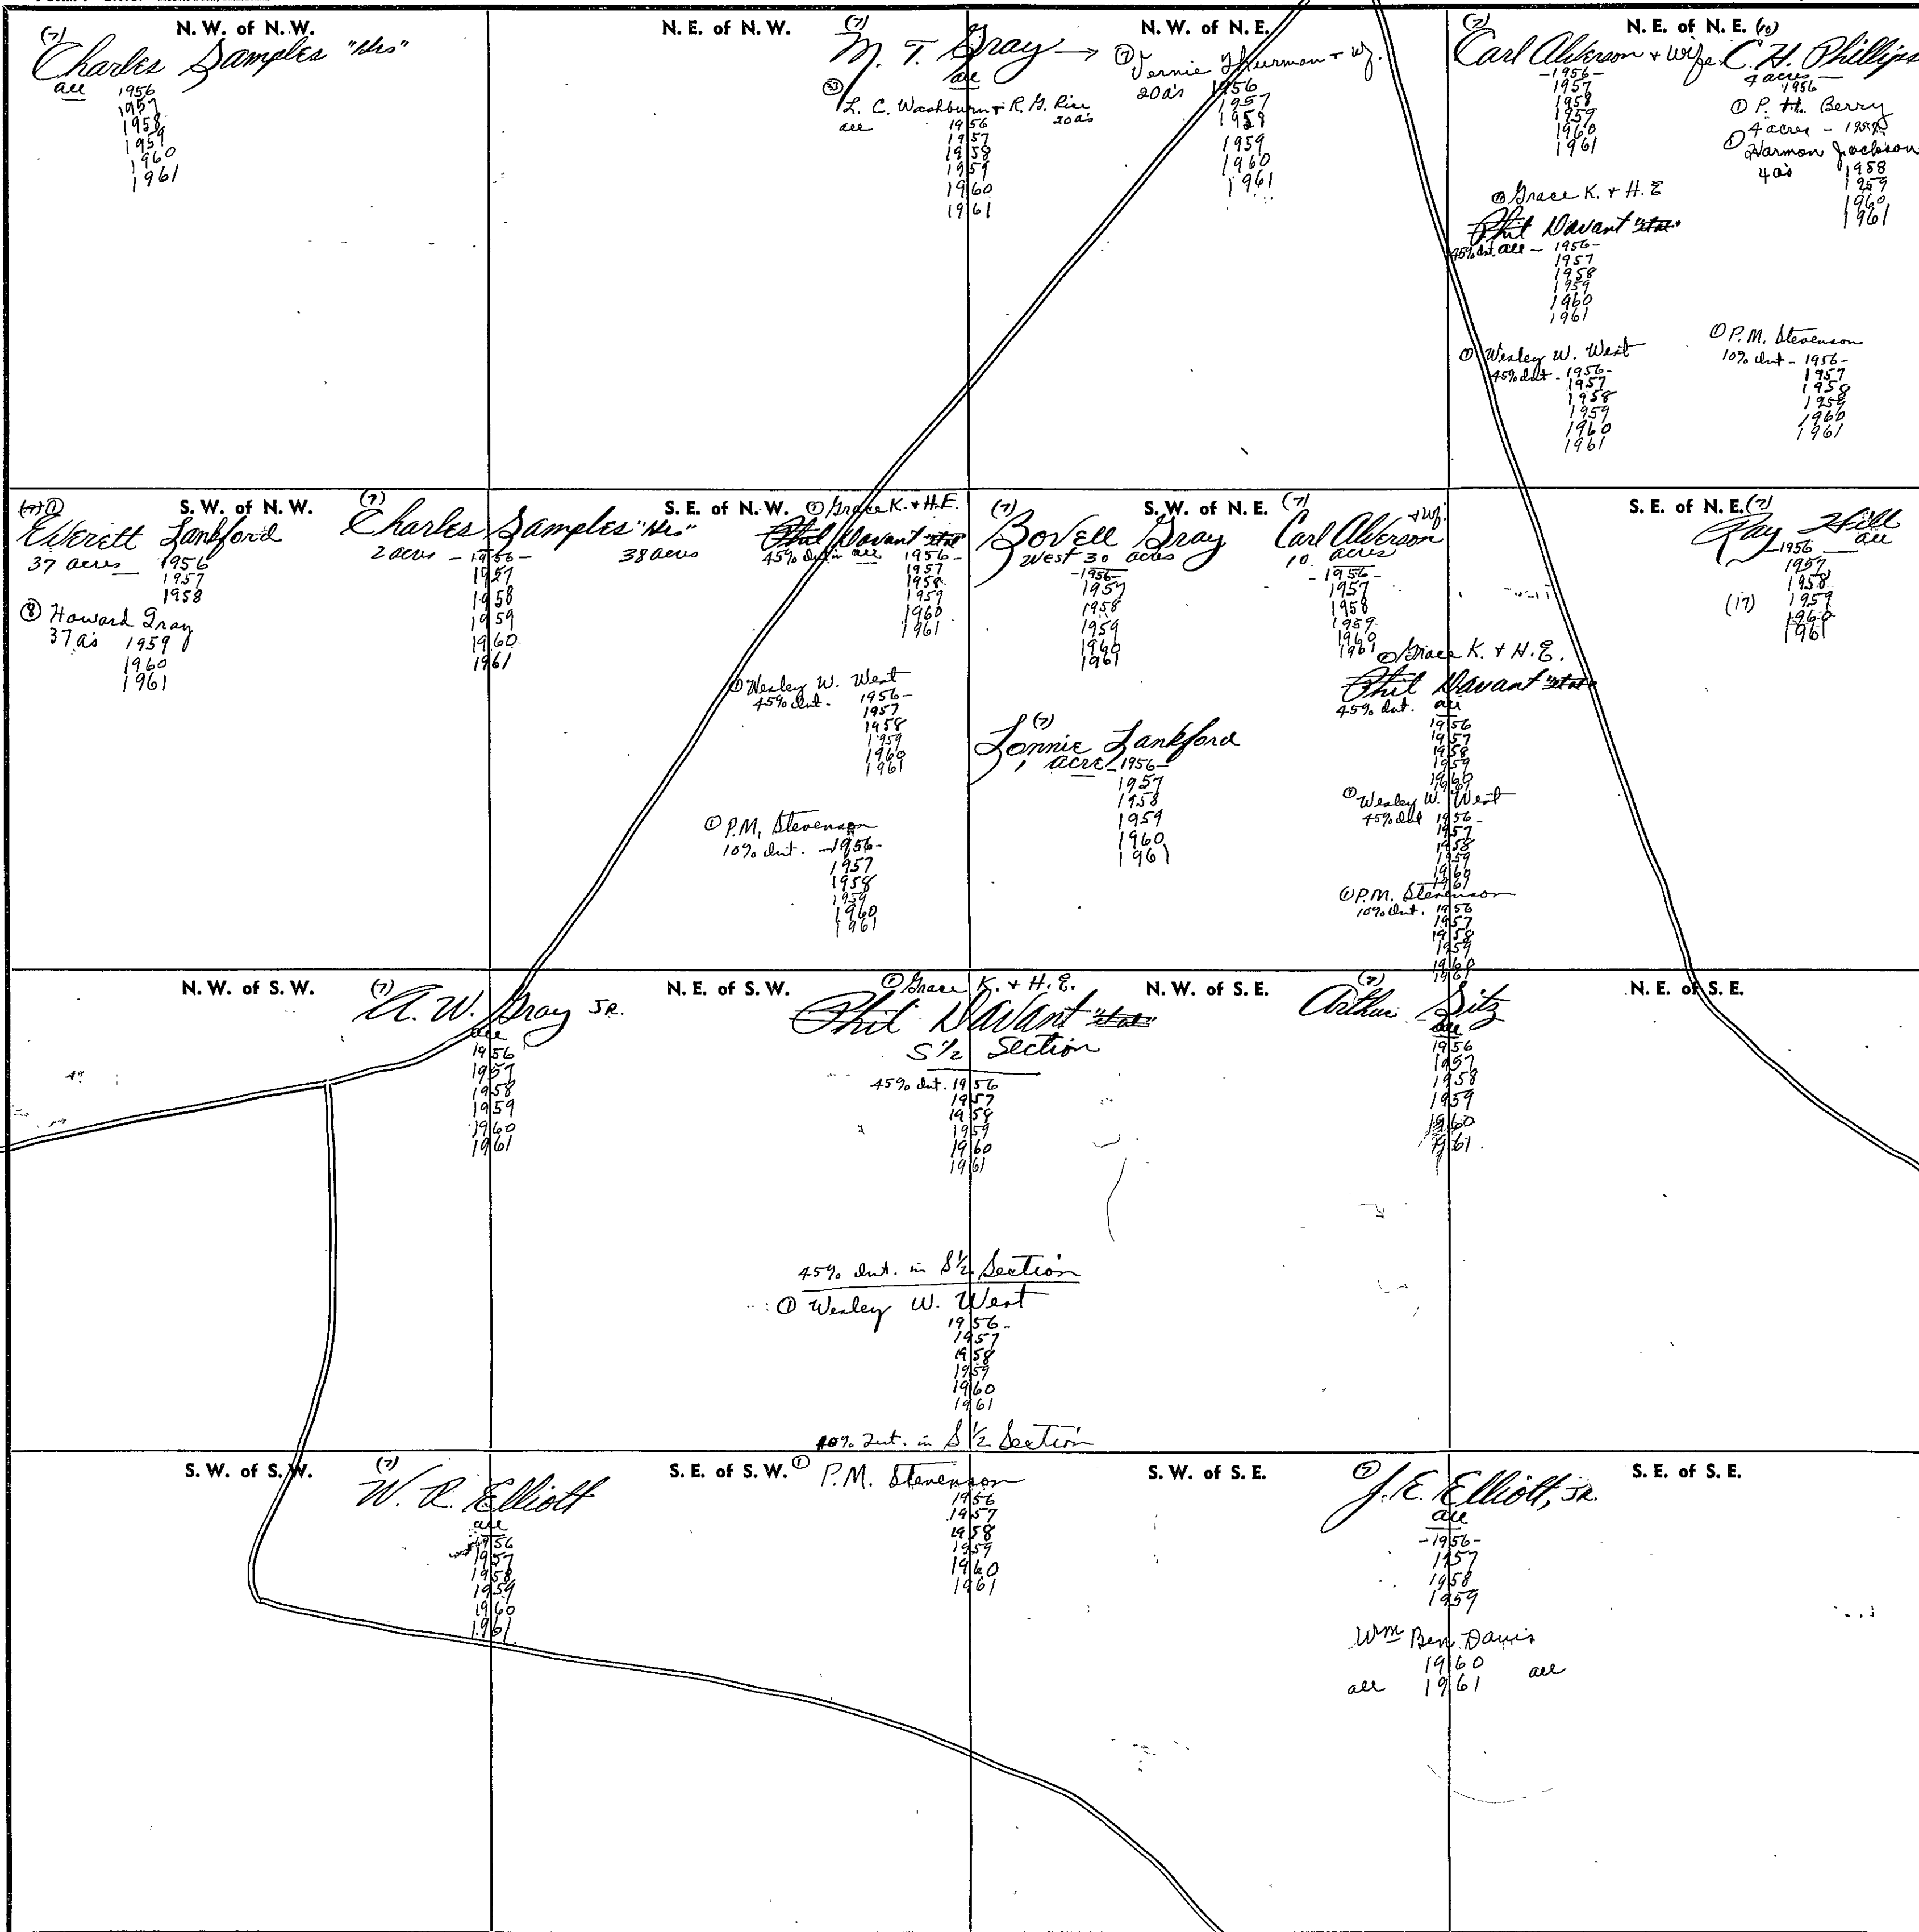 N. W. of N. W.
(7)
Charles Samples "Hrs"
all 1956
1957
1958
1959
1960
1961
N. E. of N. W.
(7)
M. T. Gray →
all
(33)
L. C. Washburn & R. G. Rice
all 20a's
1956
1957
1958
1959
1960
1961
N. W. of N. E.
(7)
Vernie Thurman & Wf.
20a's 1956
1957
1958
1959
1960
1961
N. E. of N. E.
(7)
Carl Alverson & Wife
-1956-
1957
1958
1959
1960
1961
(10)
C. H. Phillips
4 acres
1956
(1) P. H. Berry
4 acres - 1957
(1) Harmon Jackson
4a's 1958
1959
1960
1961
(1) Grace K. & H. E
Phil Davant
45% Int. all - 1956-
1957
1958
1959
1960
1961
(1) Wesley W. West
45% Int - 1956-
1957
1958
1959
1960
1961
(1) P.M. Stevenson
10% Int - 1956-
1957
1958
1959
1960
1961
S. W. of N. W.
Everett Lankford
37 acres 1956
1957
1958
(8) Howard Gray
37 a's 1959
1960
1961
(7)
Charles Samples "Hrs"
2 acres -1956- 38 acres
1957
1958
1959
1960
1961
S. E. of N. W.
(1) Grace K. & H.E.
Phil Davant
45% Int in all 1956-
1957
1958
1959
1960
1961
(1) Wesley W. West
45% Int. 1956-
1957
1958
1959
1960
1961
(1) P.M. Stevenson
10% Int. -1956-
1957
1958
1959
1960
1961
S. W. of N. E.
(7)
Bovell Gray
West 30 acres
-1956-
1957
1958
1959
1960
1961
(7)
Lonnie Lankford
1 acre -1956-
1957
1958
1959
1960
1961
(7)
Carl Alverson & Wf.
10 acres
-1956-
1957
1958
1959
1960
1961
(1) Grace K. & H.E.
Phil Davant
45% Int. all
1956
1957
1958
1959
1960
(1) Wesley W. West
45% Int 1956-
1957
1958
1959
1960
1961
(1) P.M. Stevenson
10% Int. 1956
1957
1958
1959
1960
1961
S. E. of N. E.
(7)
Ray Hill
1956 all
1957
1958
(17) 1959
1960
1961
N. W. of S. W.
(7)
A. W. Gray JR.
all
1956
1957
1958
1959
1960
1961
N. E. of S. W.
(1) Grace K. & H. E.
Phil Davant
S 1/2 Section
45% Int. 1956
1957
1958
1959
1960
1961
45% Int. in S 1/2 Section
(1) Wesley W. West
1956-
1957
1958
1959
1960
1961
10% Int. in S 1/2 Section
N. W. of S. E.
(7)
Arthur Sitz
all
1956
1957
1958
1959
1960
1961
N. E. of S. E.
S. W. of S. W.
(7)
W. R. Elliott
all
1956
1957
1958
1959
1960
1961
S. E. of S. W.
(1) P.M. Stevenson
1956
1957
1958
1959
1960
1961
S. W. of S. E.
(7)
J. E. Elliott, JR.
all
-1956-
1957
1958
1959
Wm Ben Davis
1960
all 1961 all
S. E. of S. E.